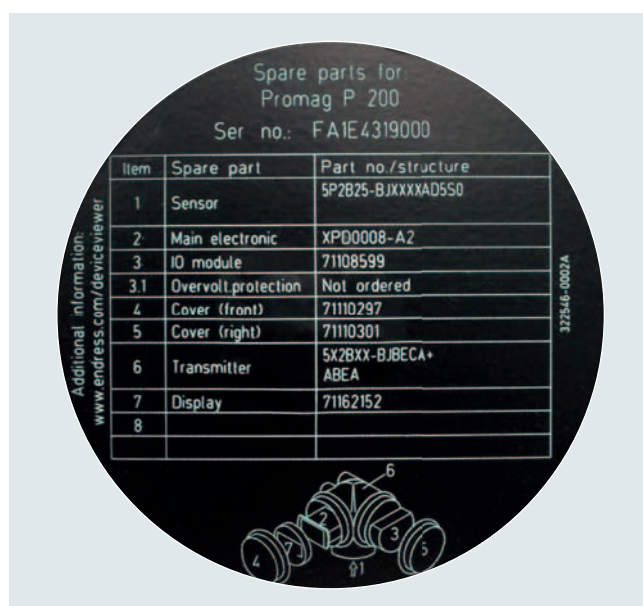 Spare parts for:
Promag P 200
Ser no.: FA1E4319000
Item Spare part Part no./structure
1 Sensor 5P2B25-BJXXXXAD5S0
2 Main electronic XPD0008-A2
3 IO module 71108599
3.1 Overvolt.protection Not ordered
4 Cover (front) 71110297
5 Cover (right) 71110301
6 Transmitter 5X2BXX-BJBECA+
ABEA
7 Display 71162152
8
Additional information:
www.endress.com/deviceviewer
322546-0002A
6
2
3
7
4
5
1